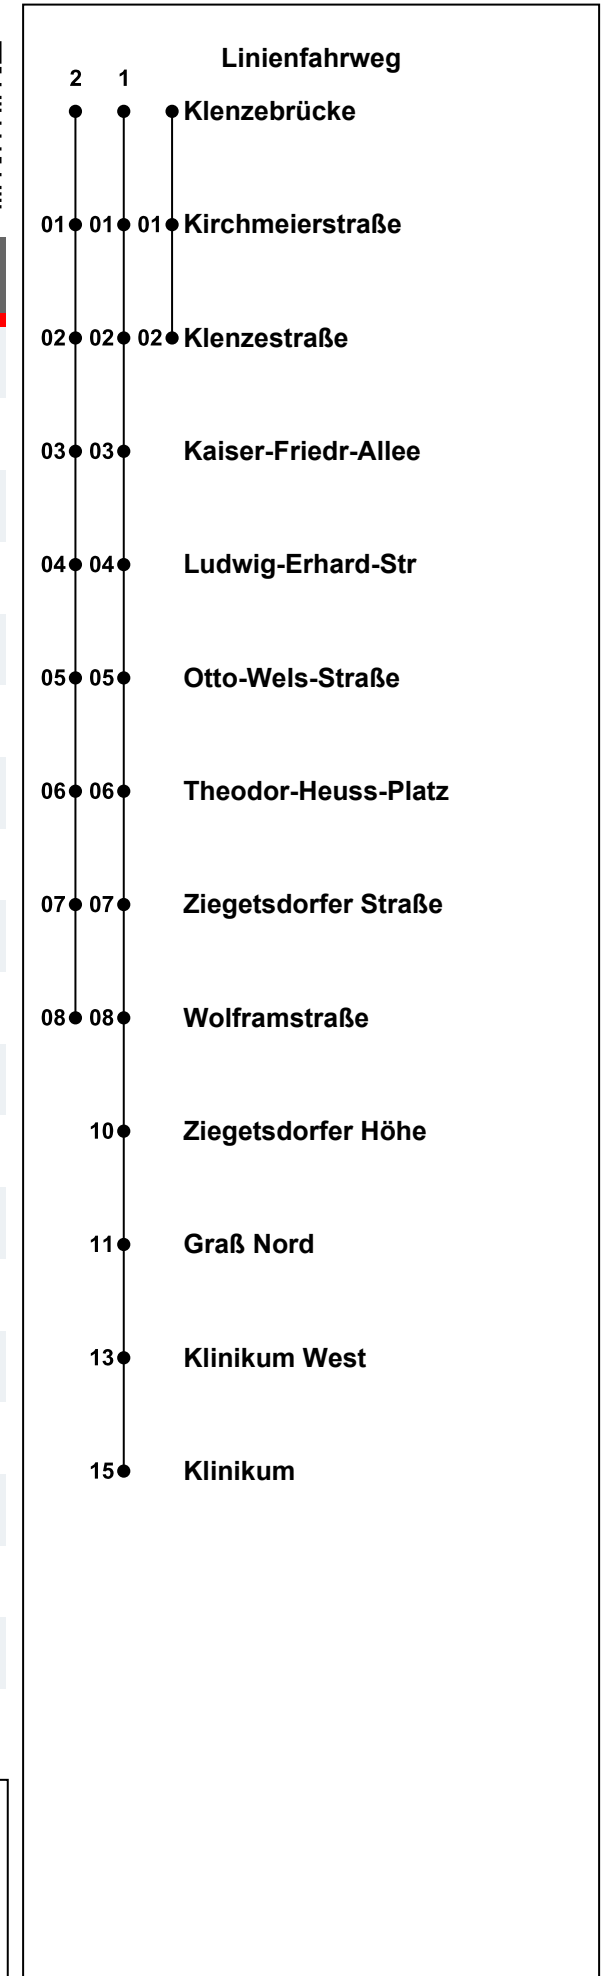 Linienfahrweg
2 1
Klenzebrücke
01 01 01 Kirchmeierstraße
02 02 02 Klenzestraße
03 03 Kaiser-Friedr-Allee
04 04 Ludwig-Erhard-Str
05 05 Otto-Wels-Straße
06 06 Theodor-Heuss-Platz
07 07 Ziegetsdorfer Straße
08 08 Wolframstraße
10 Ziegetsdorfer Höhe
11 Graß Nord
13 Klinikum West
15 Klinikum